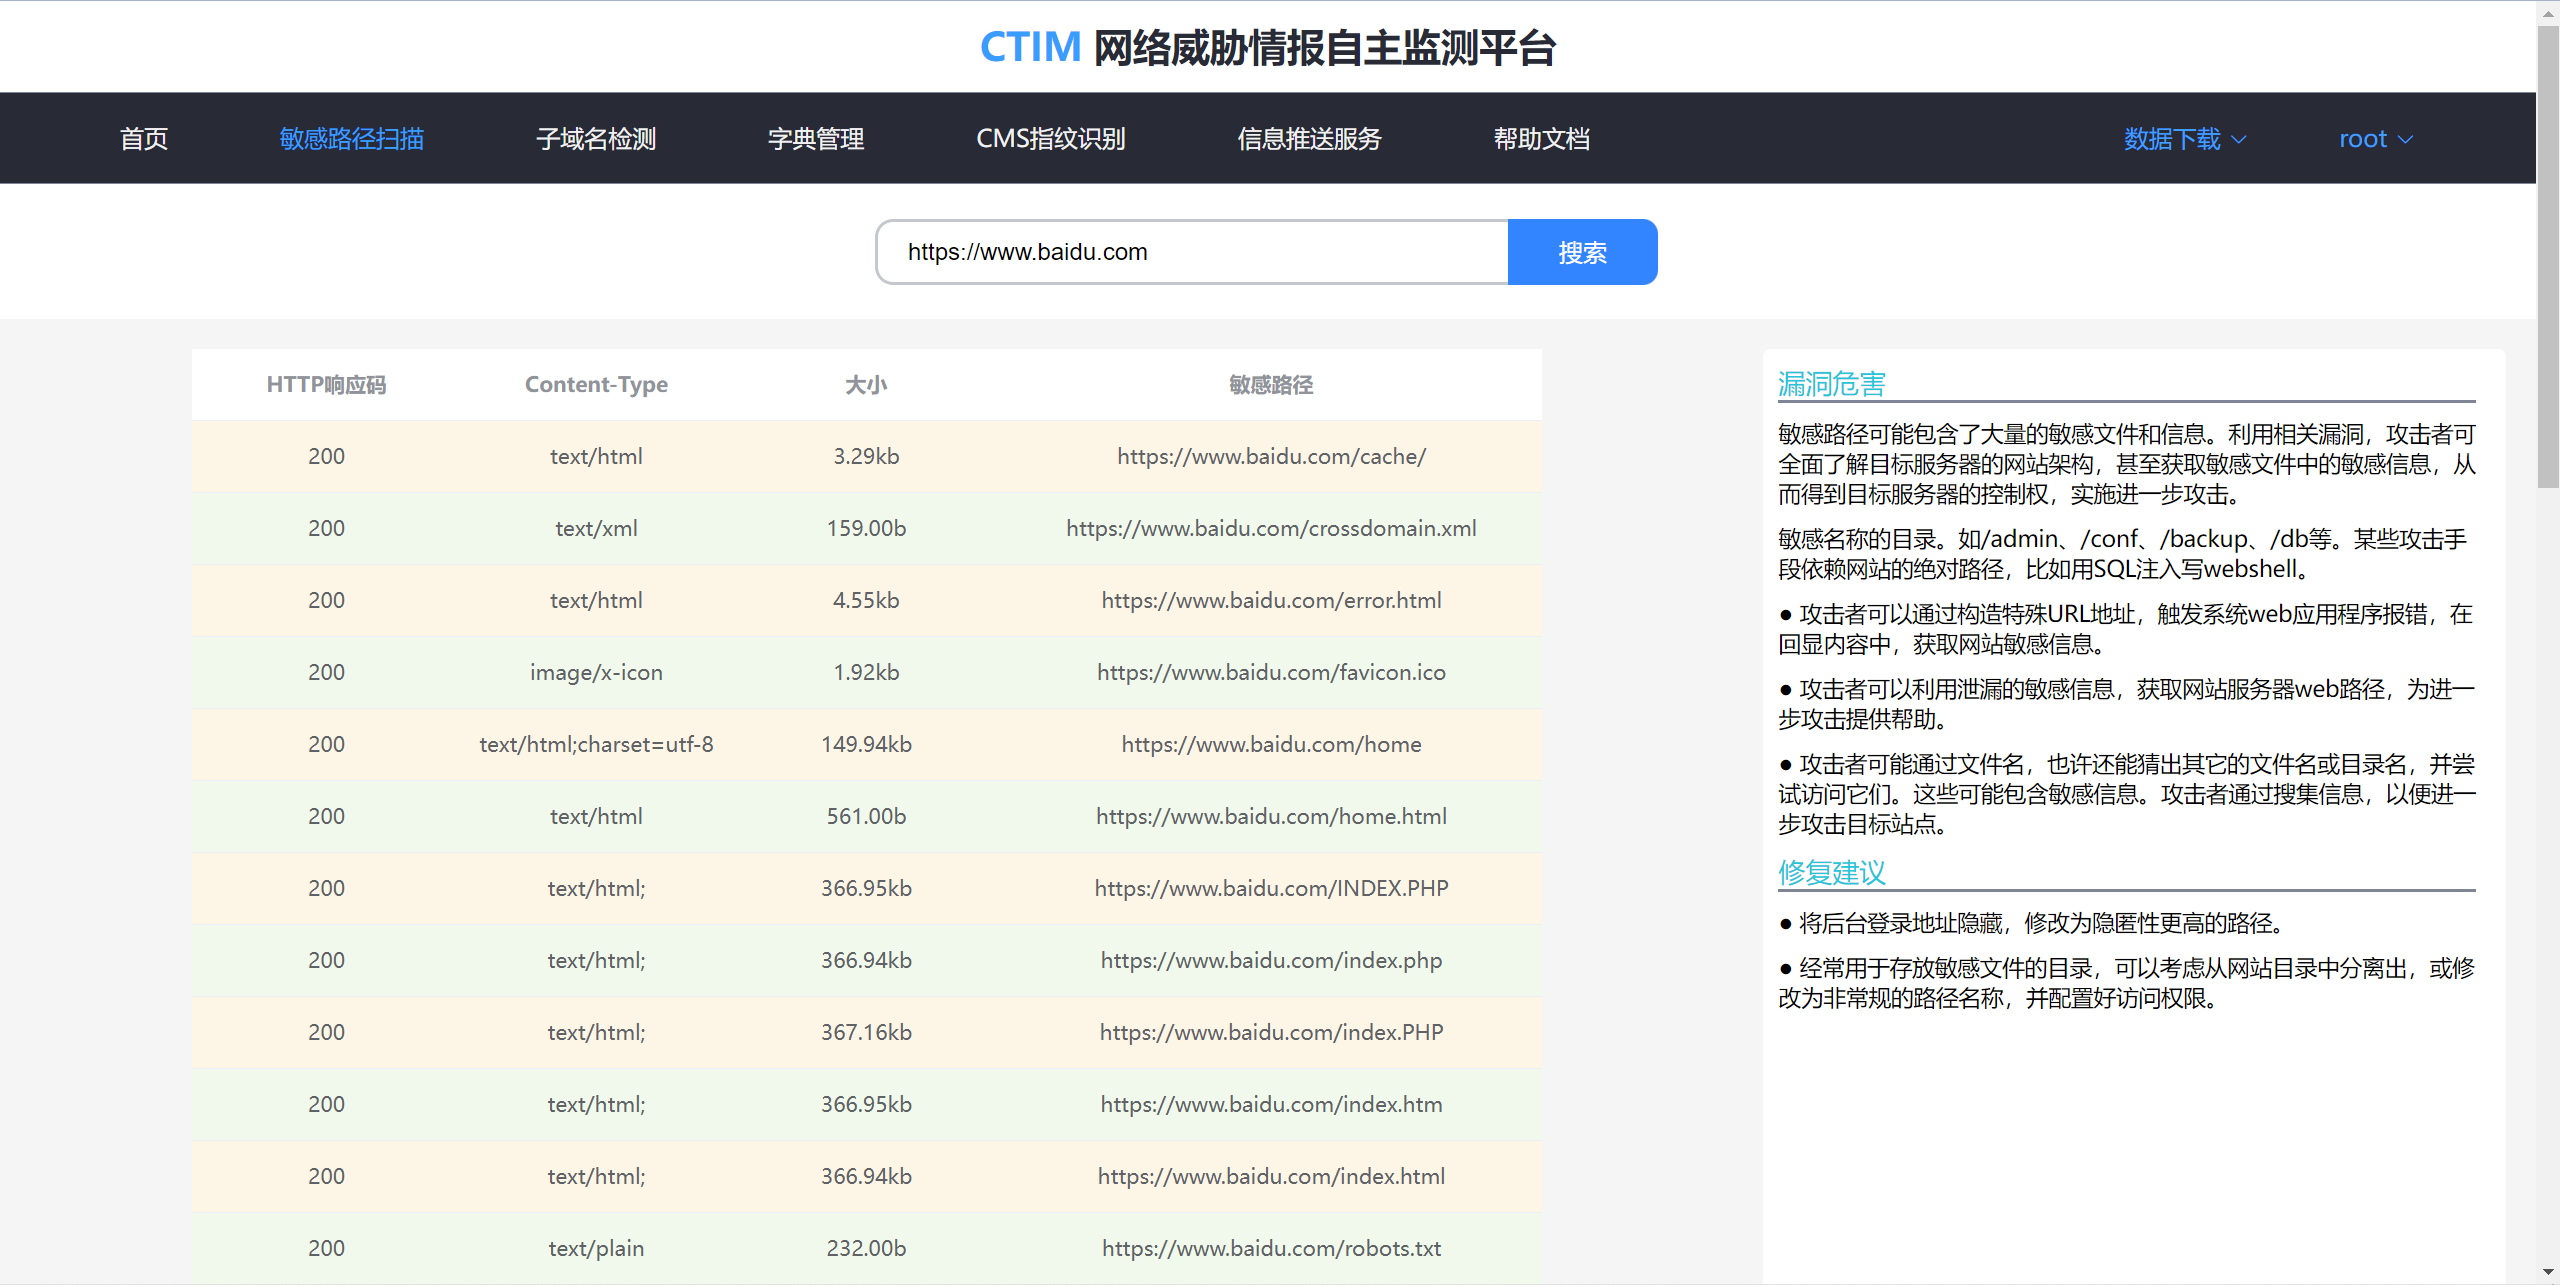 CTIM 网络威胁情报自主监测平台
首页 敏感路径扫描 子域名检测 字典管理 CMS指纹识别 信息推送服务 帮助文档 数据下载 root
https://www.baidu.com 搜索
HTTP响应码 Content-Type 大小 敏感路径
200 text/html 3.29kb https://www.baidu.com/cache/
200 text/xml 159.00b https://www.baidu.com/crossdomain.xml
200 text/html 4.55kb https://www.baidu.com/error.html
200 image/x-icon 1.92kb https://www.baidu.com/favicon.ico
200 text/html;charset=utf-8 149.94kb https://www.baidu.com/home
200 text/html 561.00b https://www.baidu.com/home.html
200 text/html; 366.95kb https://www.baidu.com/INDEX.PHP
200 text/html; 366.94kb https://www.baidu.com/index.php
200 text/html; 367.16kb https://www.baidu.com/index.PHP
200 text/html; 366.95kb https://www.baidu.com/index.htm
200 text/html; 366.94kb https://www.baidu.com/index.html
200 text/plain 232.00b https://www.baidu.com/robots.txt
漏洞危害
敏感路径可能包含了大量的敏感文件和信息。利用相关漏洞，攻击者可
全面了解目标服务器的网站架构，甚至获取敏感文件中的敏感信息，从
而得到目标服务器的控制权，实施进一步攻击。
敏感名称的目录。如/admin、/conf、/backup、/db等。某些攻击手
段依赖网站的绝对路径，比如用SQL注入写webshell。
● 攻击者可以通过构造特殊URL地址，触发系统web应用程序报错，在
回显内容中，获取网站敏感信息。
● 攻击者可以利用泄漏的敏感信息，获取网站服务器web路径，为进一
步攻击提供帮助。
● 攻击者可能通过文件名，也许还能猜出其它的文件名或目录名，并尝
试访问它们。这些可能包含敏感信息。攻击者通过搜集信息，以便进一
步攻击目标站点。
修复建议
● 将后台登录地址隐藏，修改为隐匿性更高的路径。
● 经常用于存放敏感文件的目录，可以考虑从网站目录中分离出，或修
改为非常规的路径名称，并配置好访问权限。